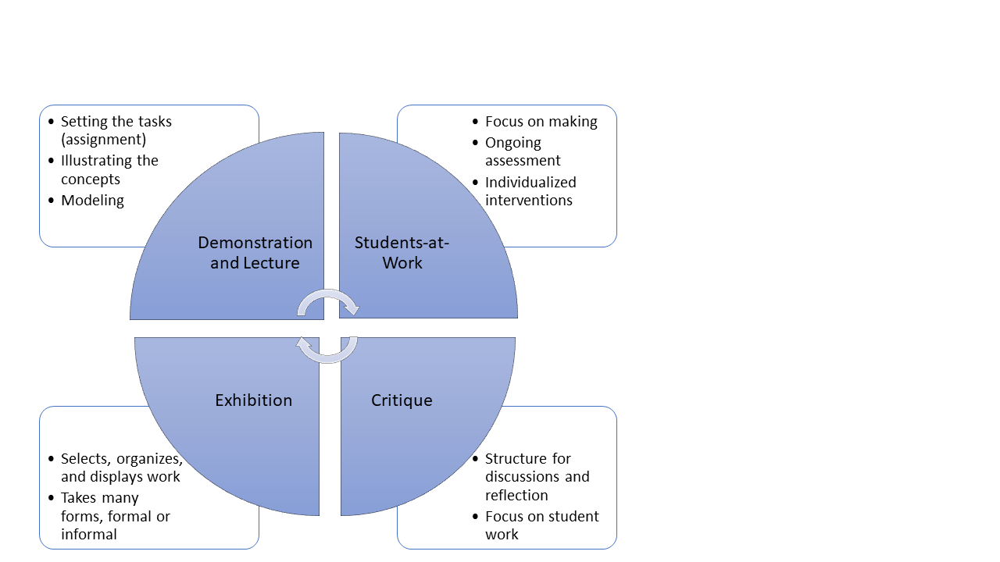 • Setting the tasks
(assignment)
• Illustrating the
concepts
• Modeling
• Focus on making
• Ongoing
assessment
• Individualized
interventions
Demonstration
and Lecture
Students-at-
Work
Exhibition
Critique
• Selects, organizes,
and displays work
• Takes many
forms, formal or
informal
• Structure for
discussions and
reflection
• Focus on student
work